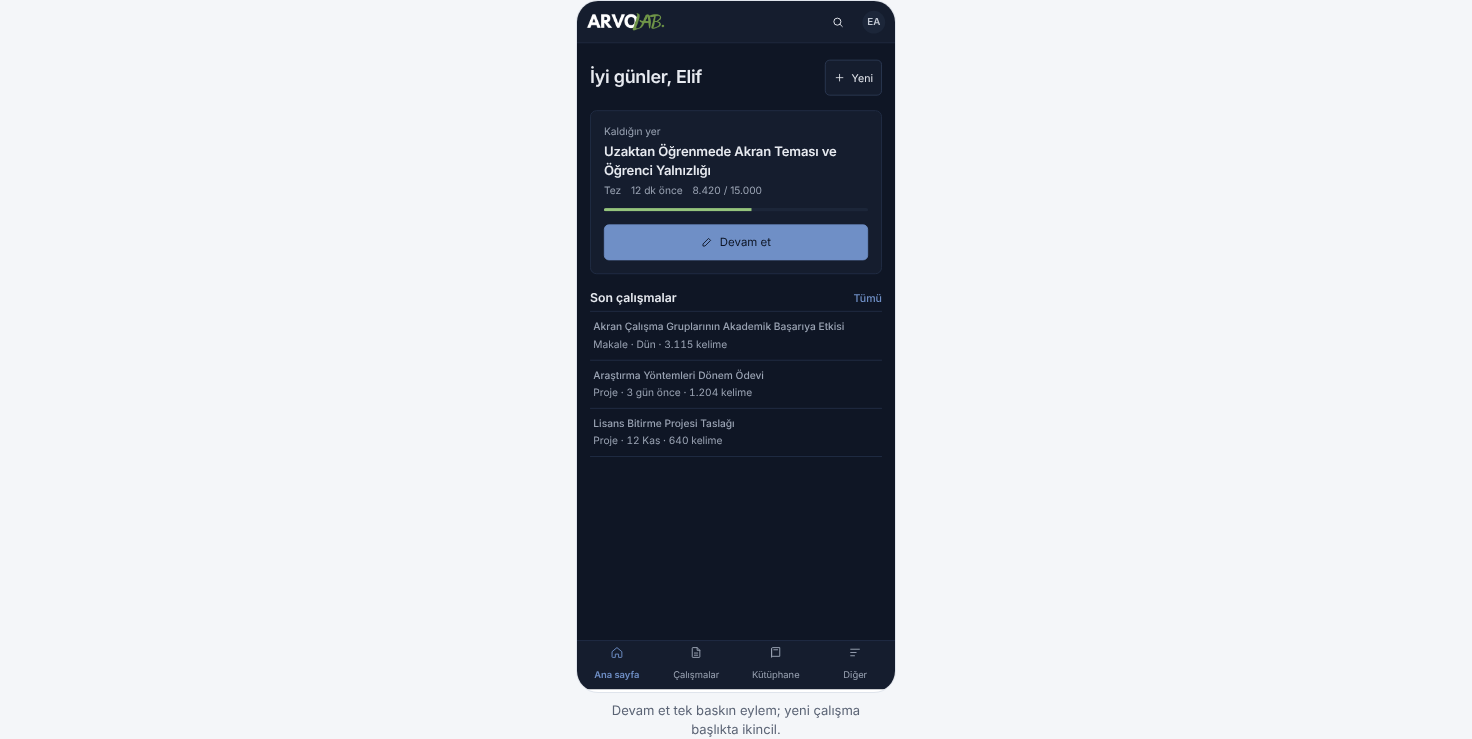 ARVOLAB.
EA
İyi günler, Elif
Yeni
Kaldığın yer
Uzaktan Öğrenmede Akran Teması ve
Öğrenci Yalnızlığı
Tez 12 dk önce 8.420 / 15.000
Devam et
Son çalışmalar
Tümü
Akran Çalışma Gruplarının Akademik Başarıya Etkisi
Makale · Dün · 3.115 kelime
Araştırma Yöntemleri Dönem Ödevi
Proje · 3 gün önce · 1.204 kelime
Lisans Bitirme Projesi Taslağı
Proje · 12 Kas · 640 kelime
Ana sayfa
Çalışmalar
Kütüphane
Diğer
Devam et tek baskın eylem; yeni çalışma
başlıkta ikincil.